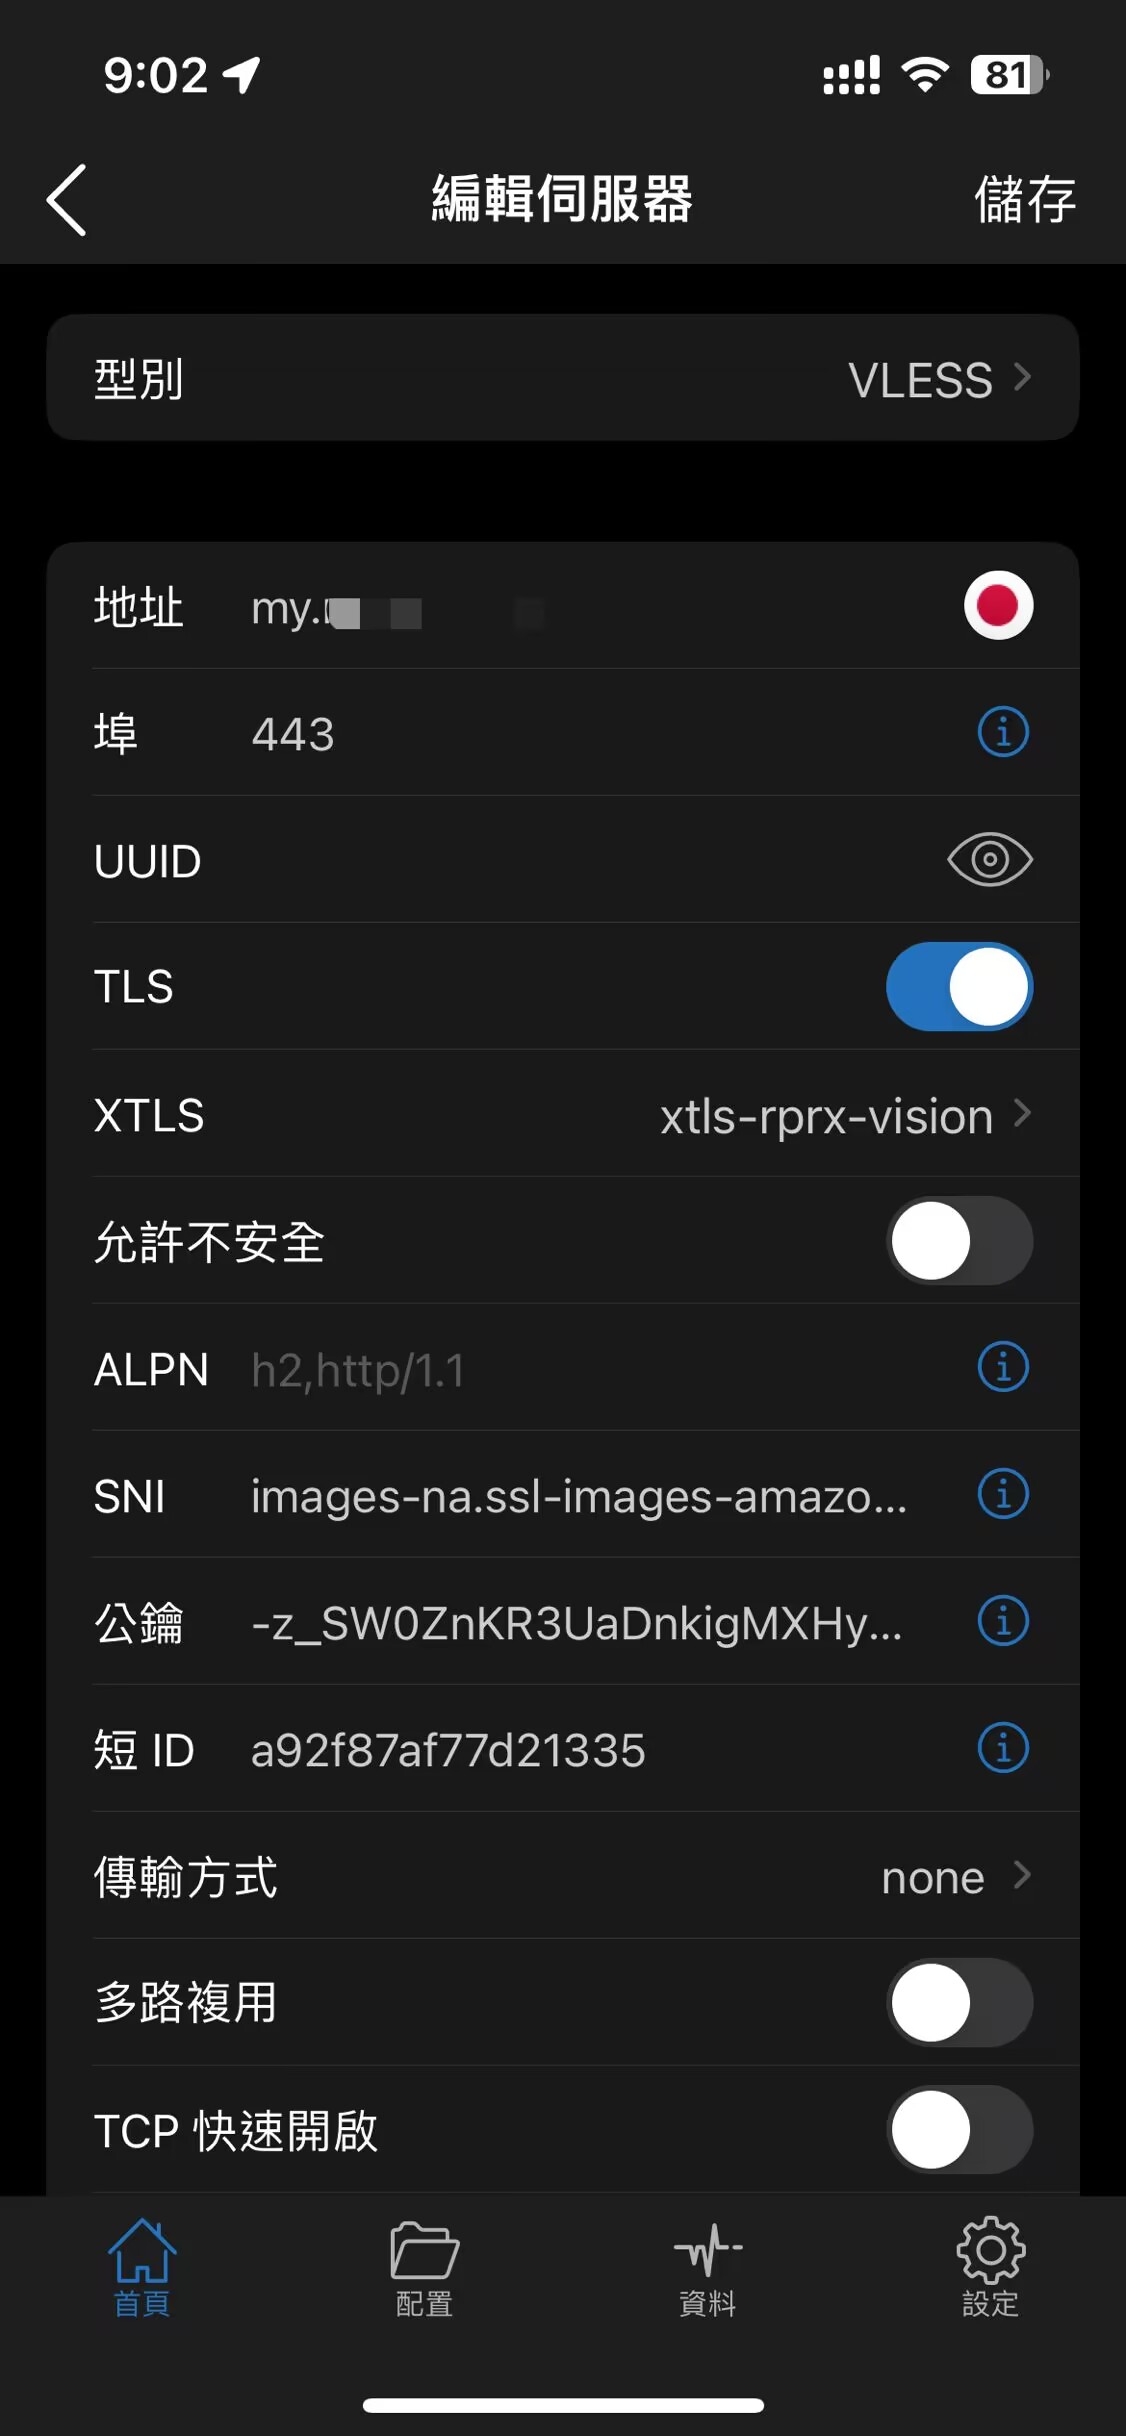 9:02
81
編輯伺服器
儲存
型別 VLESS
地址 my.
埠 443
UUID
TLS
XTLS xtls-rprx-vision
允許不安全
ALPN h2,http/1.1
SNI images-na.ssl-images-amazo...
公鑰 -z_SW0ZnKR3UaDnkigMXHy...
短 ID a92f87af77d21335
傳輸方式 none
多路複用
TCP 快速開啟
首頁
配置
資料
設定